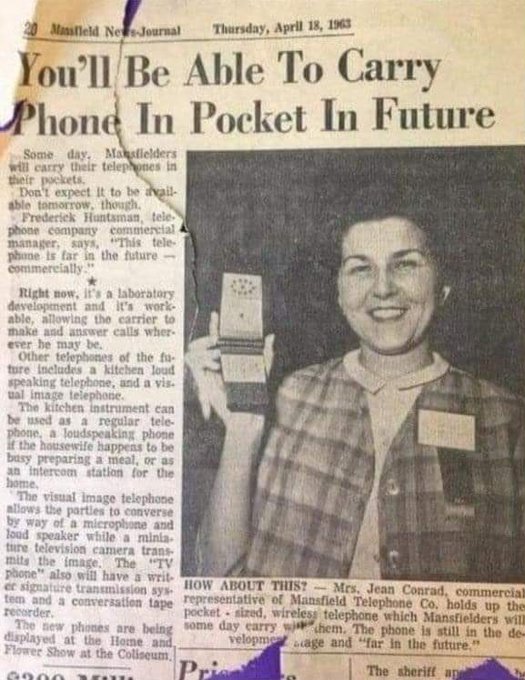 20 Mansfield News-Journal Thursday, April 18, 1963
You'll Be Able To Carry
Phone In Pocket In Future
Some day, Mansfielders
will carry their telephones in
their pockets.
Don't expect it to be avail-
able tomorrow, though.
Frederick Huntsman, tele-
phone company commercial
manager, says, "This tele-
phone is far in the future —
commercially."
★
Right now, it's a laboratory
development and it's work-
able, allowing the carrier to
make and answer calls wher-
ever he may be.
Other telephones of the fu-
ture includes a kitchen loud
speaking telephone, and a vis-
ual image telephone.
The kitchen instrument can
be used as a regular tele-
phone, a loudspeaking phone
if the housewife happens to be
busy preparing a meal, or as
an intercom station for the
home.
The visual image telephone
allows the parties to converse
by way of a microphone and
loud speaker while a minia-
ture television camera trans-
mits the image. The "TV
phone" also will have a writ-
er signature transmission sys-
tem and a conversation tape
recorder.
The new phones are being
displayed at the Home and
Flower Show at the Coliseum.
HOW ABOUT THIS? — Mrs. Jean Conrad, commercial
representative of Mansfield Telephone Co. holds up the
pocket - sized, wireless telephone which Mansfielders will
some day carry with them. The phone is still in the de-
velopment stage and "far in the future."
The sheriff